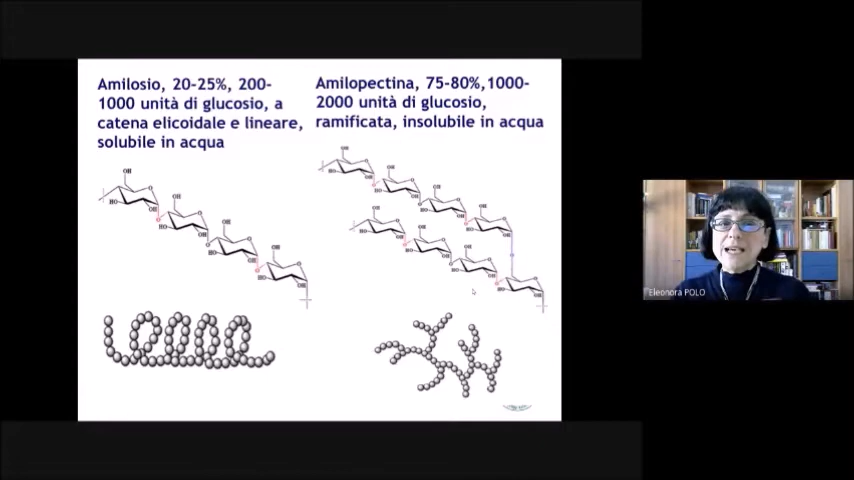 Amilosio, 20-25%, 200-
1000 unità di glucosio, a
catena elicoidale e lineare,
solubile in acqua
Amilopectina, 75-80%,1000-
2000 unità di glucosio,
ramificata, insolubile in acqua
Eleonora POLO